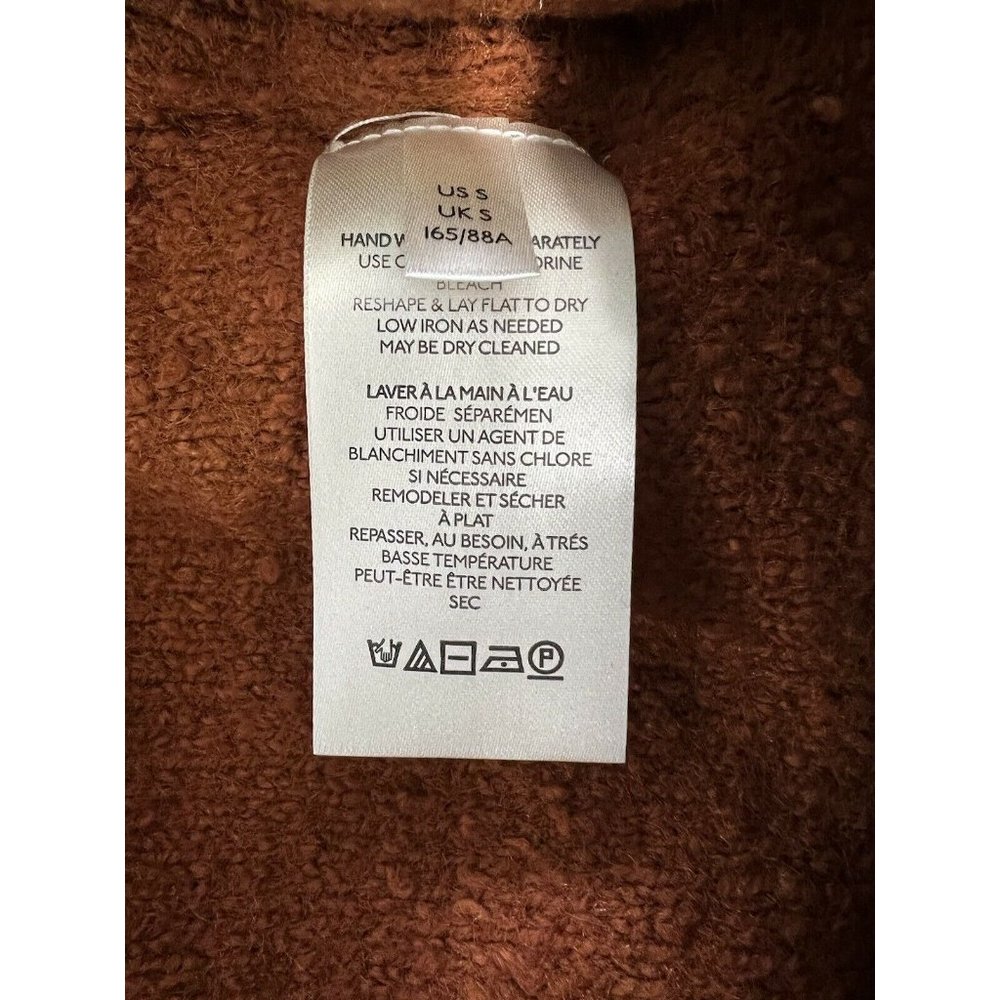 US S
UK S
165/88A
HAND
USE
BLEACH
RESHAPE & LAY FLAT TO DRY
LOW IRON AS NEEDED
MAY BE DRY CLEANED
LAVER À LA MAIN À L'EAU
FROIDE SÉPARÉMEN
UTILISER UN AGENT DE
BLANCHIMENT SANS CHLORE
SI NÉCESSAIRE
REMODELER ET SÉCHER
À PLAT
REPASSER, AU BESOIN, À TRÉS
BASSE TEMPÉRATURE
PEUT-ÊTRE ÊTRE NETTOYÉE
SEC
P